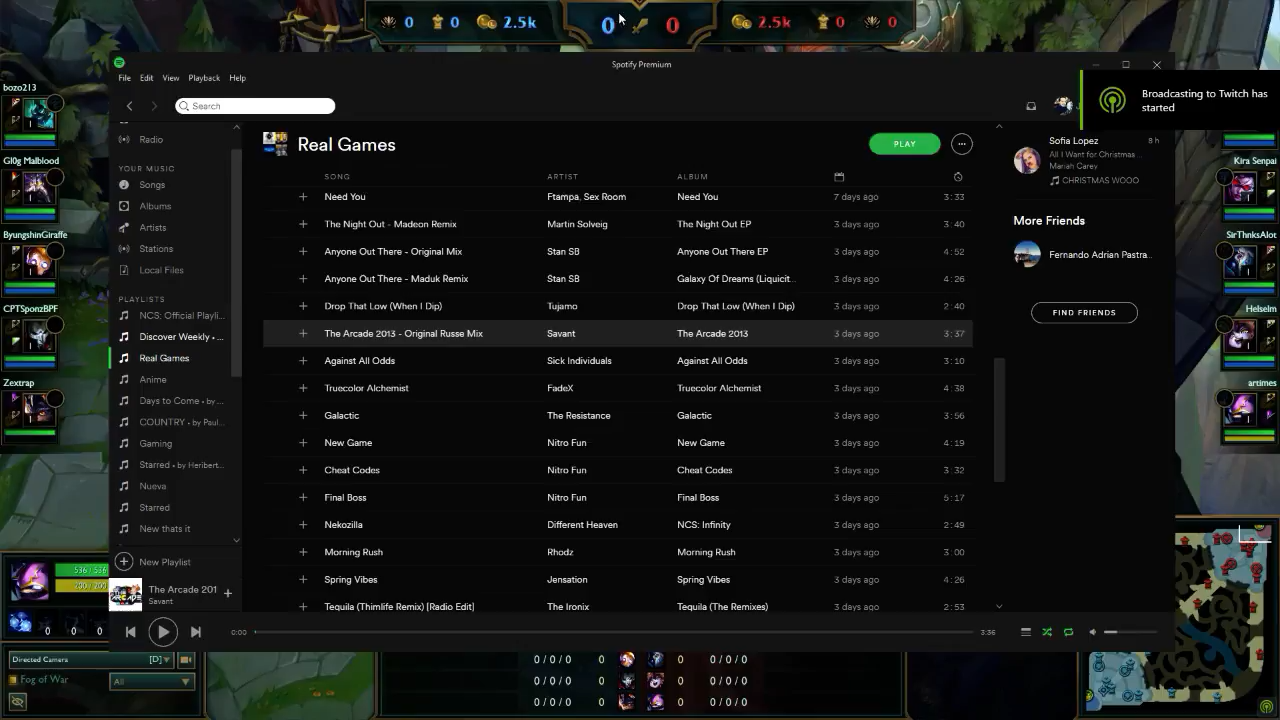 0 0 2.5k 0 0 2.5k 0 0
Spotify Premium
File Edit View Playback Help
Search
Broadcasting to Twitch has
started
bozo213
Gl0g Malblood
ByungshinGiraffe
CPTSponzBPF
Zextrap
Radio
YOUR MUSIC
Songs
Albums
Artists
Stations
Local Files
PLAYLISTS
NCS: Official Playli...
Discover Weekly • ...
Real Games
Anime
Days to Come • by ...
COUNTRY • by Paul...
Gaming
Starred • by Heribert...
Nueva
Starred
New thats it
New Playlist
The Arcade 201
Savant
Real Games
PLAY
SONG ARTIST ALBUM
Need You Ftampa, Sex Room Need You 7 days ago 3:33
The Night Out - Madeon Remix Martin Solveig The Night Out EP 3 days ago 3:40
Anyone Out There - Original Mix Stan SB Anyone Out There EP 3 days ago 4:52
Anyone Out There - Maduk Remix Stan SB Galaxy Of Dreams (Liquicit... 3 days ago 4:26
Drop That Low (When I Dip) Tujamo Drop That Low (When I Dip) 3 days ago 2:40
The Arcade 2013 - Original Russe Mix Savant The Arcade 2013 3 days ago 3:37
Against All Odds Sick Individuals Against All Odds 3 days ago 3:10
Truecolor Alchemist FadeX Truecolor Alchemist 3 days ago 4:38
Galactic The Resistance Galactic 3 days ago 3:56
New Game Nitro Fun New Game 3 days ago 4:19
Cheat Codes Nitro Fun Cheat Codes 3 days ago 3:32
Final Boss Nitro Fun Final Boss 3 days ago 5:17
Nekozilla Different Heaven NCS: Infinity 3 days ago 2:49
Morning Rush Rhodz Morning Rush 3 days ago 3:00
Spring Vibes Jensation Spring Vibes 3 days ago 4:26
Tequila (Thimlife Remix) [Radio Edit] The Ironix Tequila (The Remixes) 3 days ago 2:53
Sofia Lopez 8 h
All I Want for Christmas ...
Mariah Carey
CHRISTMAS WOOO
More Friends
Fernando Adrian Pastra...
FIND FRIENDS
Kira Senpai
SirThnksAlot
Helselm
artimes
0:00 3:36
536 / 536
200 / 200
0 0 0
Directed Camera [D]
Fog of War All
0 / 0 / 0 0 0 0 / 0 / 0
0 / 0 / 0 0 0 0 / 0 / 0
0 / 0 / 0 0 0 0 / 0 / 0